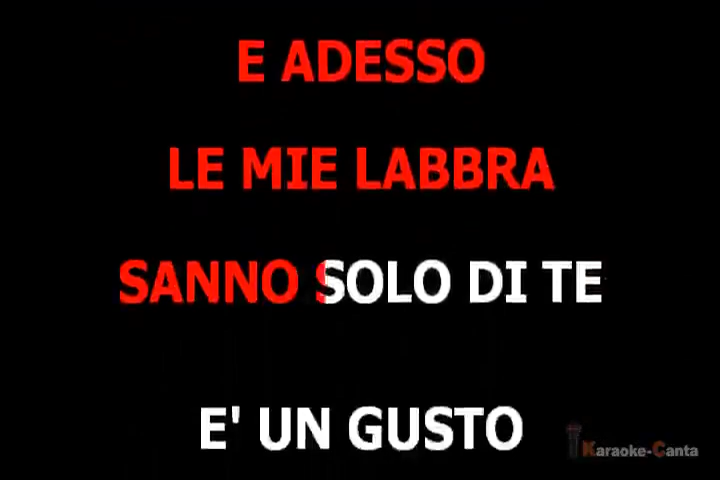 E ADESSO
LE MIE LABBRA
SANNO SOLO DI TE
E' UN GUSTO
Karaoke-Canta